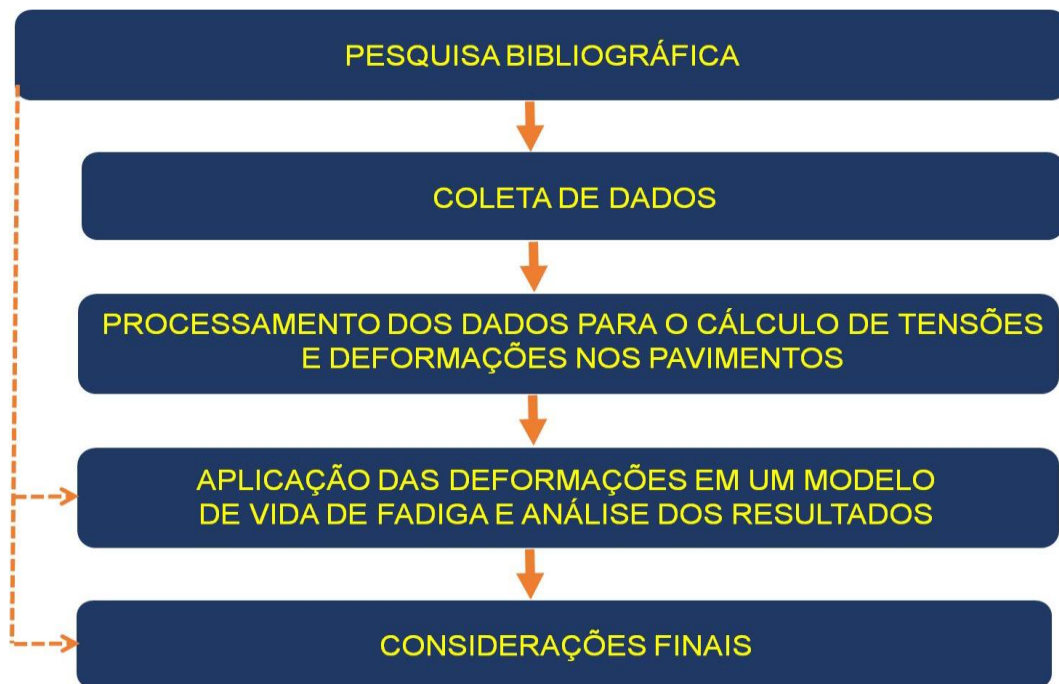 PESQUISA BIBLIOGRÁFICA
COLETA DE DADOS
PROCESSAMENTO DOS DADOS PARA O CÁLCULO DE TENSÕES
E DEFORMAÇÕES NOS PAVIMENTOS
APLICAÇÃO DAS DEFORMAÇÕES EM UM MODELO
DE VIDA DE FADIGA E ANÁLISE DOS RESULTADOS
CONSIDERAÇÕES FINAIS